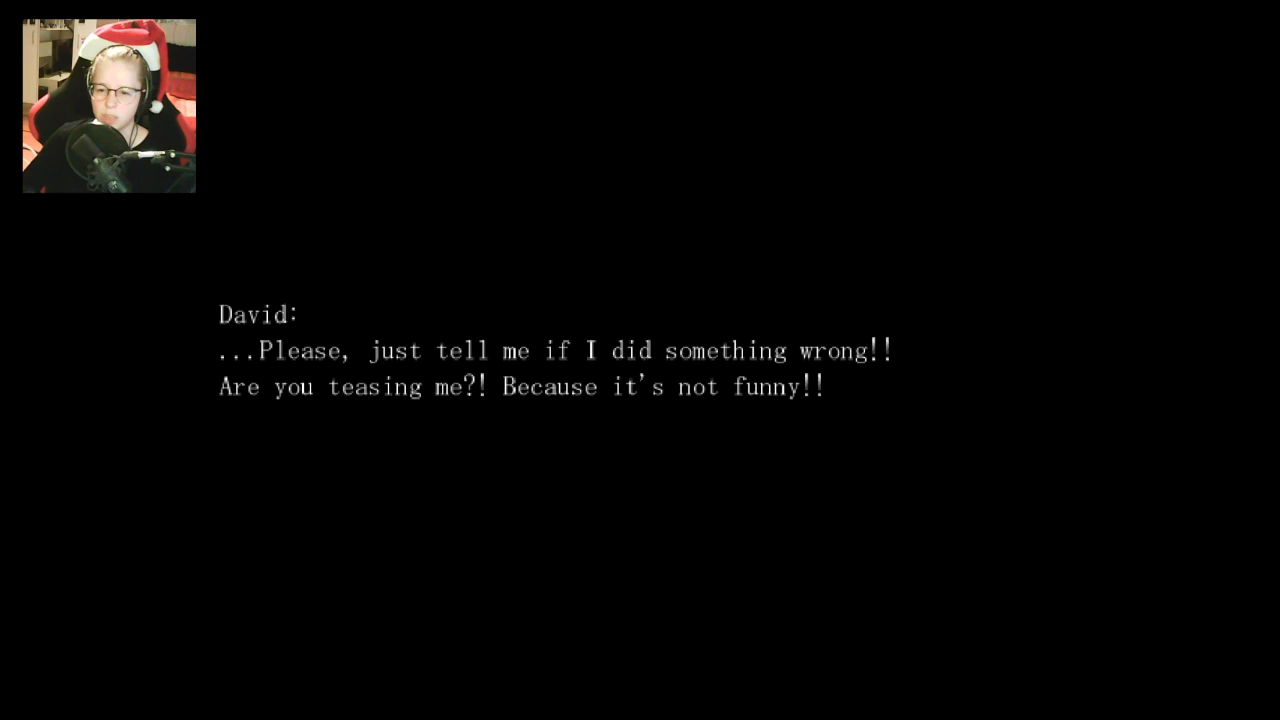 David:
...Please, just tell me if I did something wrong!!
Are you teasing me?! Because it's not funny!!